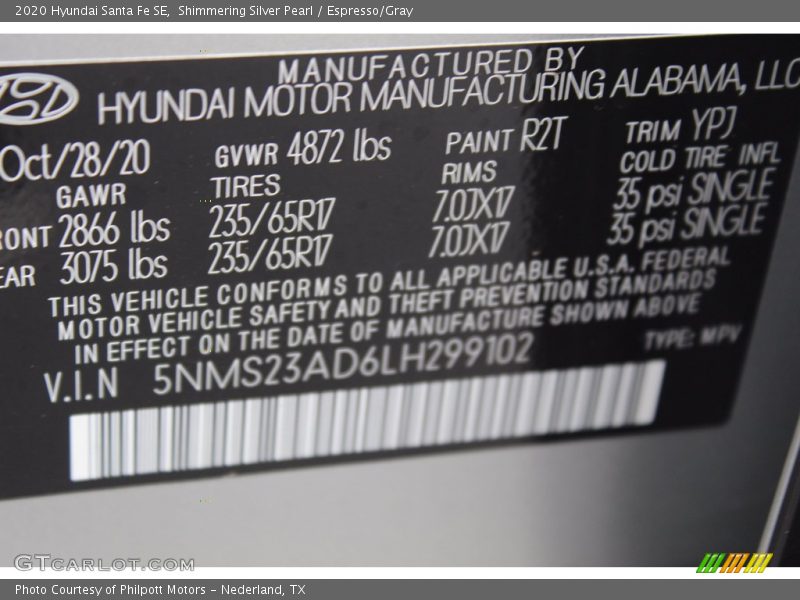 2020 Hyundai Santa Fe SE,  Shimmering Silver Pearl / Espresso/Gray
MANUFACTURED BY
HYUNDAI MOTOR MANUFACTURING ALABAMA, LLC
Oct/28/20 GVWR 4872 lbs PAINT R2T TRIM YPJ
GAWR TIRES RIMS COLD TIRE INFL
RONT 2866 lbs 235/65R17 7.0JX17 35 psi SINGLE
EAR 3075 lbs 235/65R17 7.0JX17 35 psi SINGLE
THIS VEHICLE CONFORMS TO ALL APPLICABLE U.S.A. FEDERAL
MOTOR VEHICLE SAFETY AND THEFT PREVENTION STANDARDS
IN EFFECT ON THE DATE OF MANUFACTURE SHOWN ABOVE
V.I.N 5NMS23AD6LH299102 TYPE: MPV
GTCARLOT.COM
Photo Courtesy of Philpott Motors - Nederland, TX